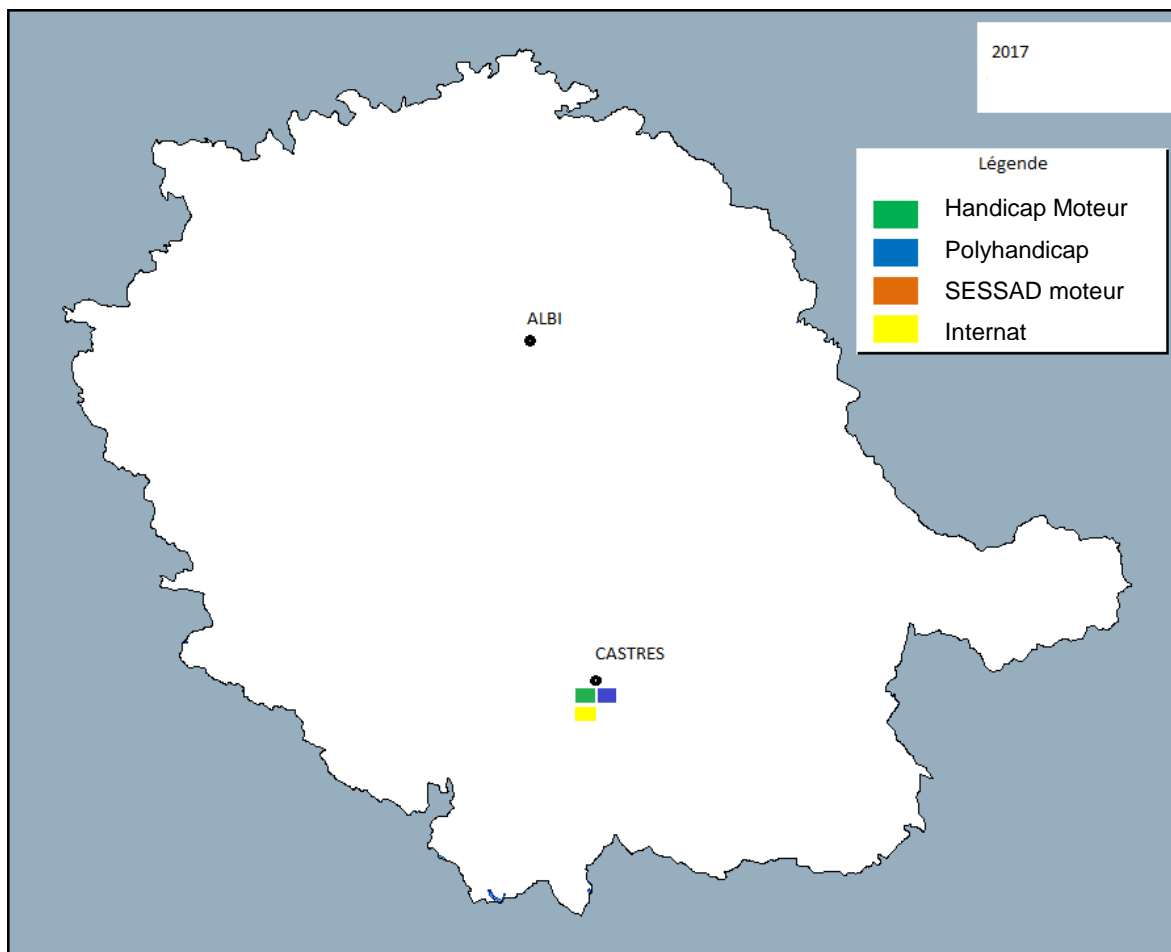 2017
Légende
Handicap Moteur
Polyhandicap
SESSAD moteur
Internat
ALBI
CASTRES